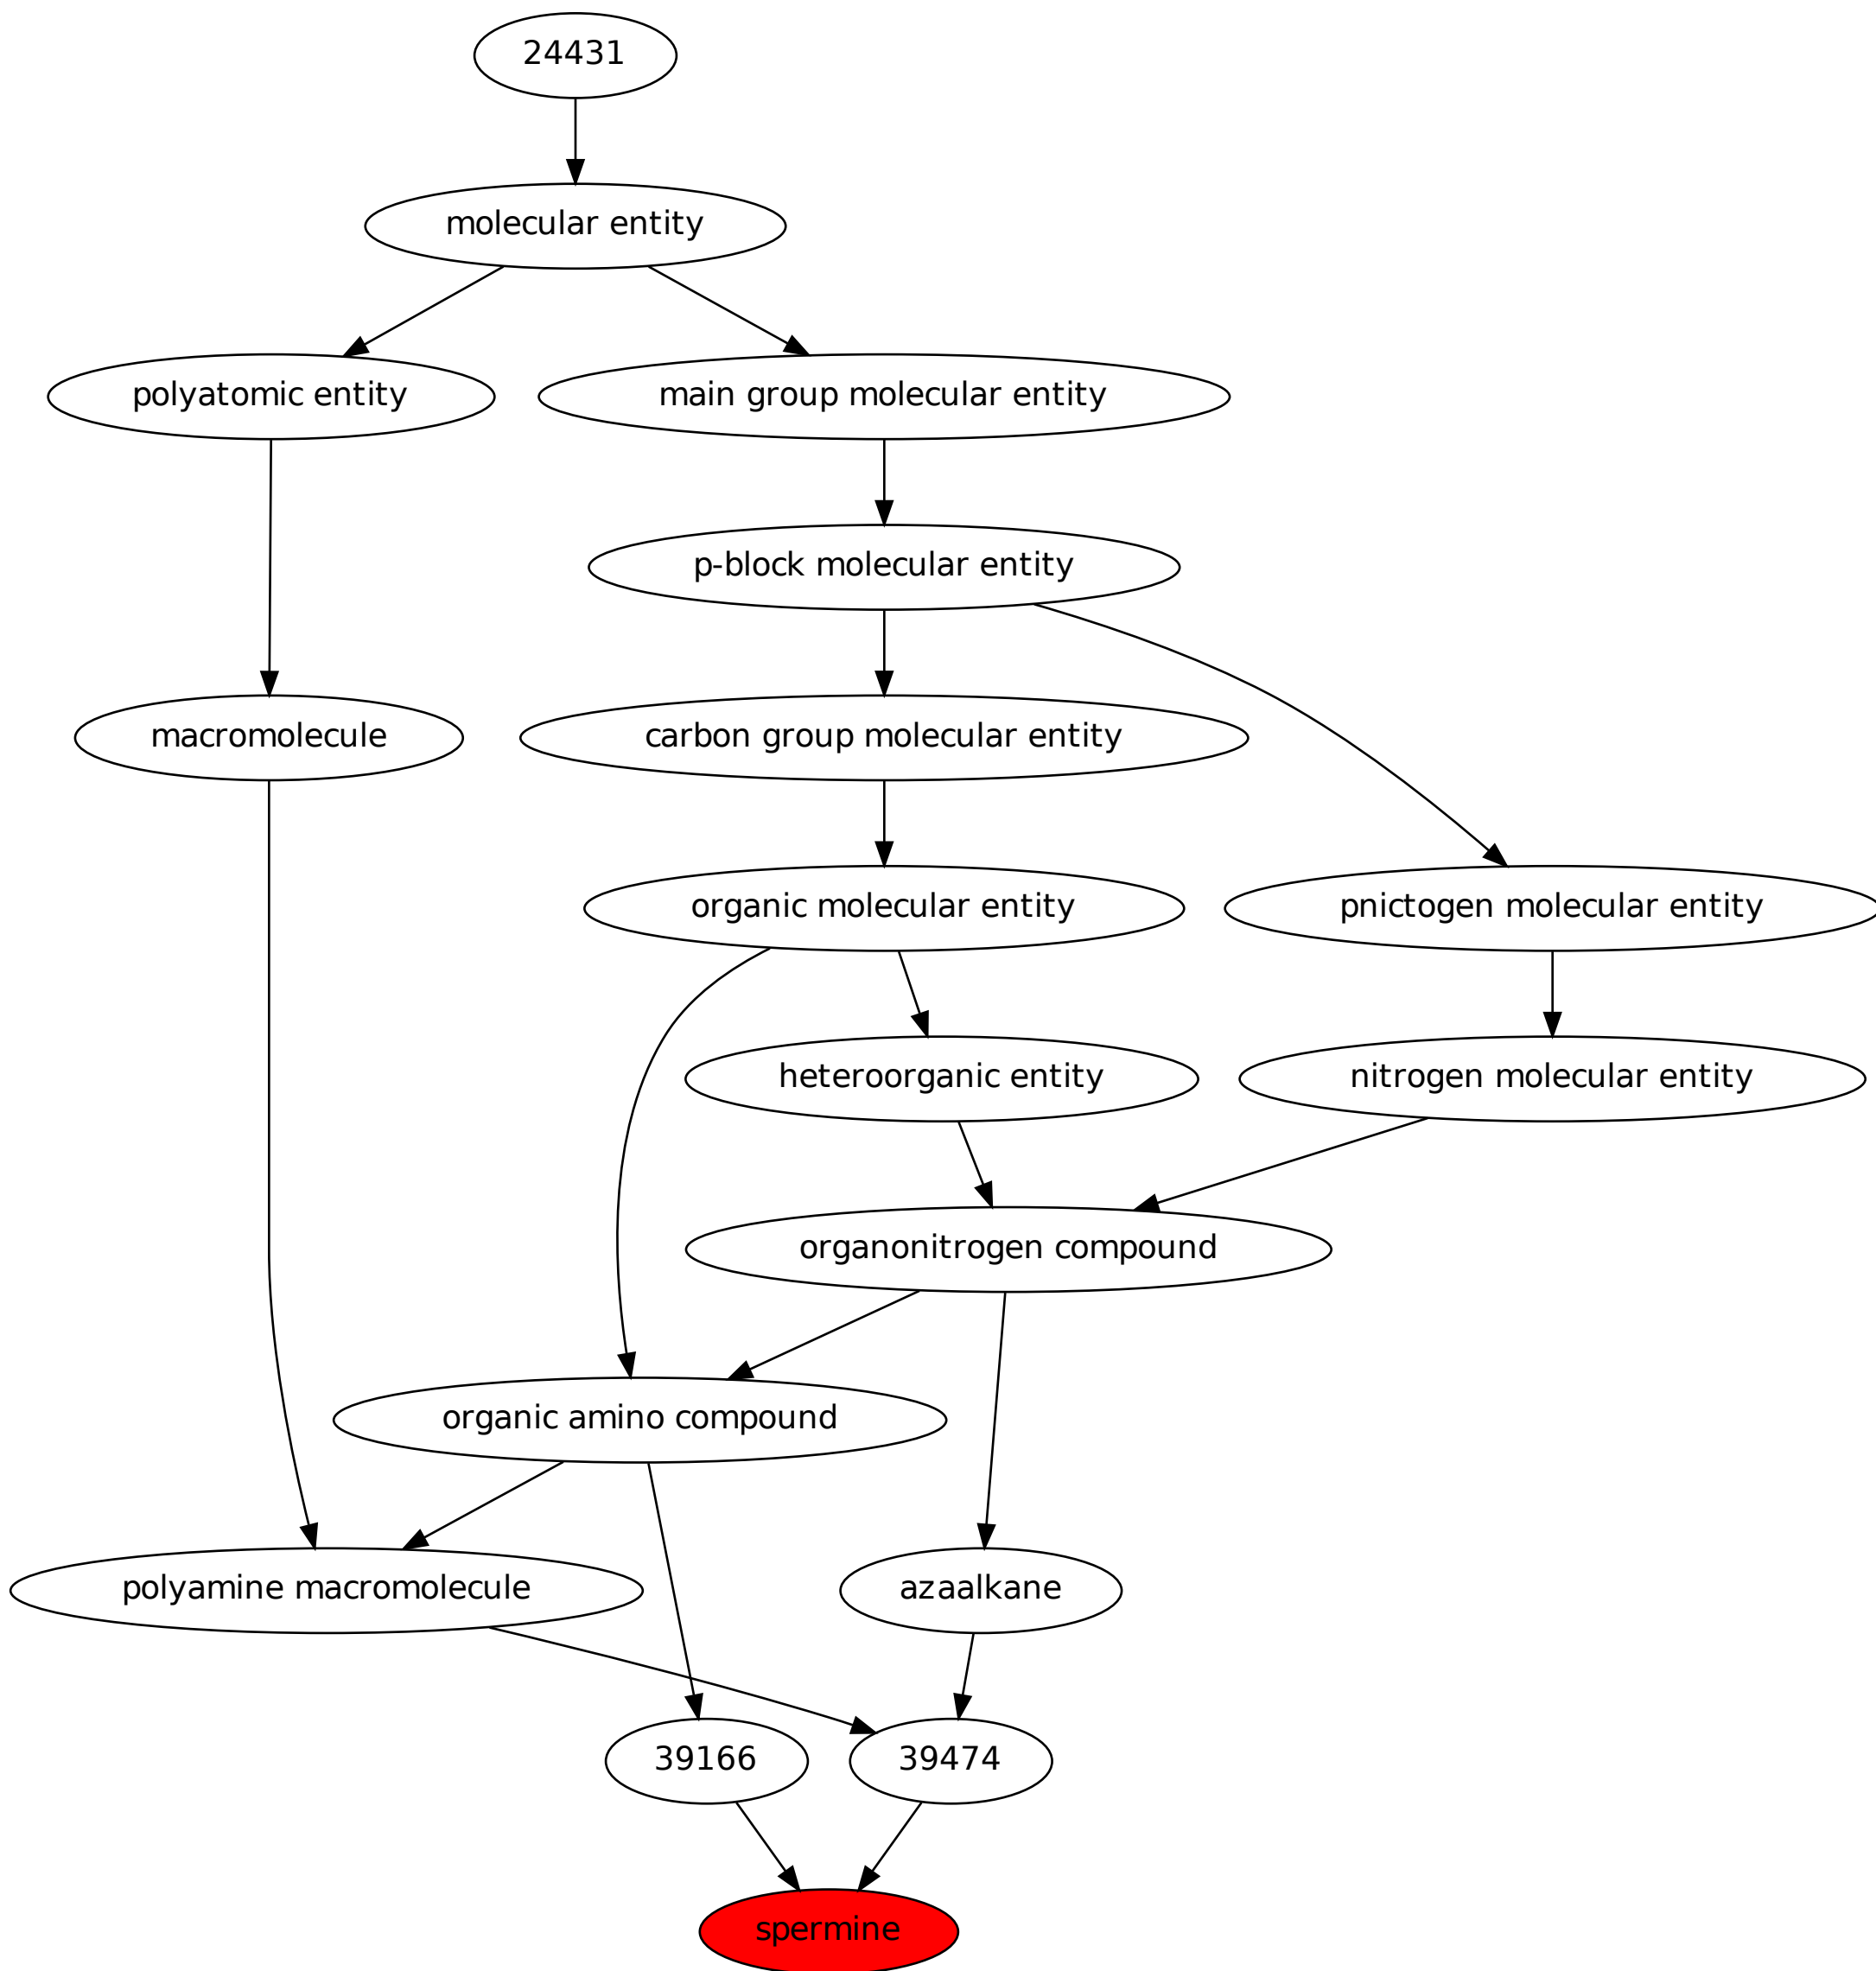 24431
molecular entity
polyatomic entity
main group molecular entity
p-block molecular entity
macromolecule
carbon group molecular entity
organic molecular entity
pnictogen molecular entity
heteroorganic entity
nitrogen molecular entity
organonitrogen compound
organic amino compound
polyamine macromolecule
azaalkane
39166
39474
spermine